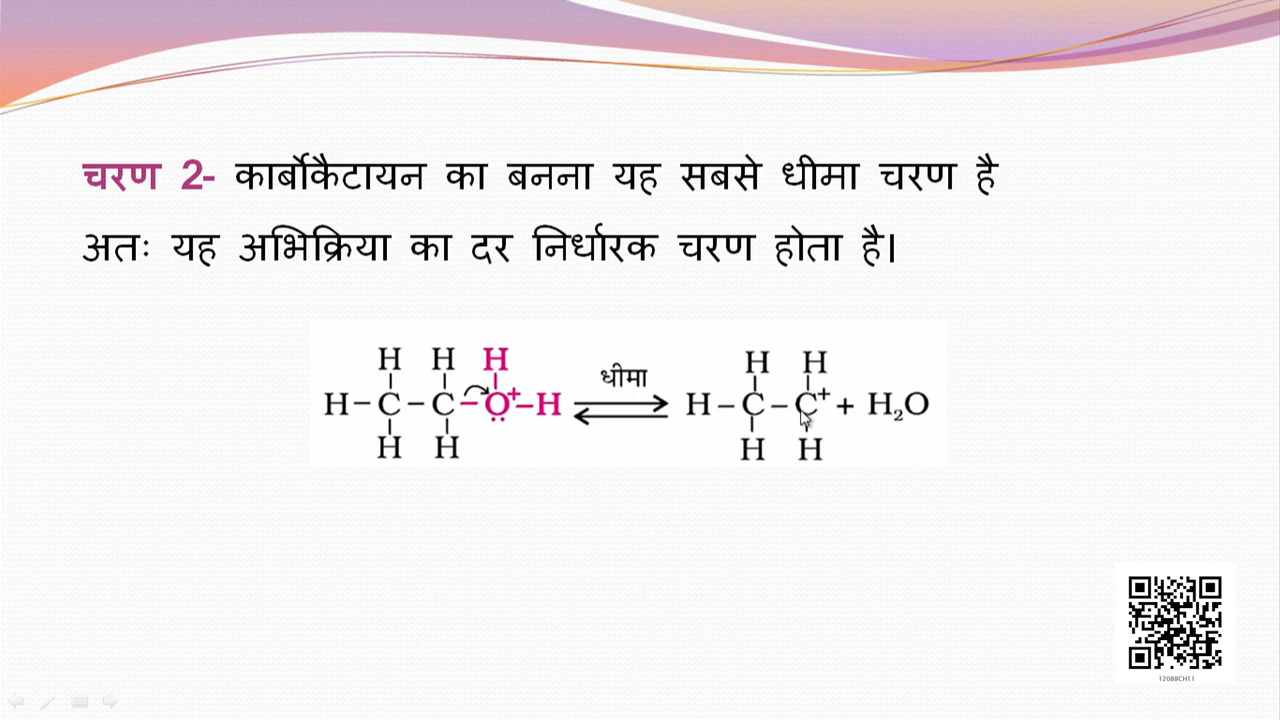 चरण 2- कार्बोकैटायन का बनना यह सबसे धीमा चरण है
अतः यह अभिक्रिया का दर निर्धारक चरण होता है।
H H H
H–C–C–O⁺–H धीमा ⇌ H–C–C⁺ + H₂O
H H
H H
H H
12088CH11